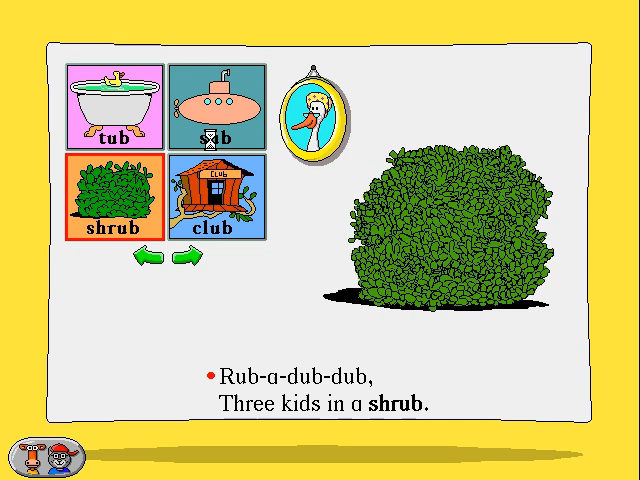 tub
sub
CLUB
shrub
club
Rub-a-dub-dub,
Three kids in a shrub.